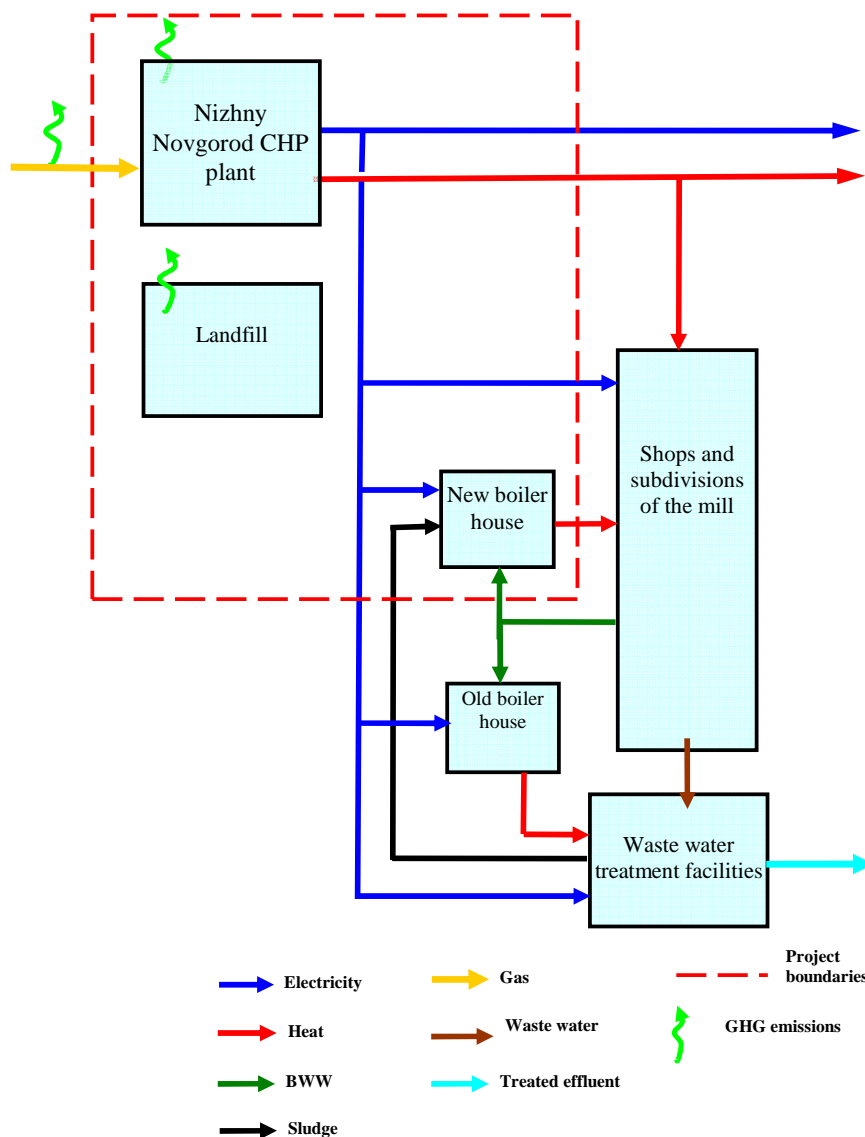 Nizhny
Novgorod CHP
plant
Landfill
Shops and
subdivisions
of the mill
New boiler
house
Old boiler
house
Waste water
treatment facilities
Electricity
Gas
Project
boundaries
Heat
Waste water
GHG emissions
BWW
Treated effluent
Sludge